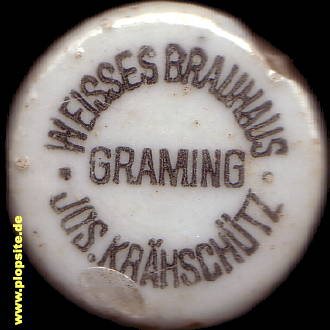 WEISSES BRAUHAUS
GRAMING
· JOS. KRÄHSCHÜTZ ·
www.plopsite.de